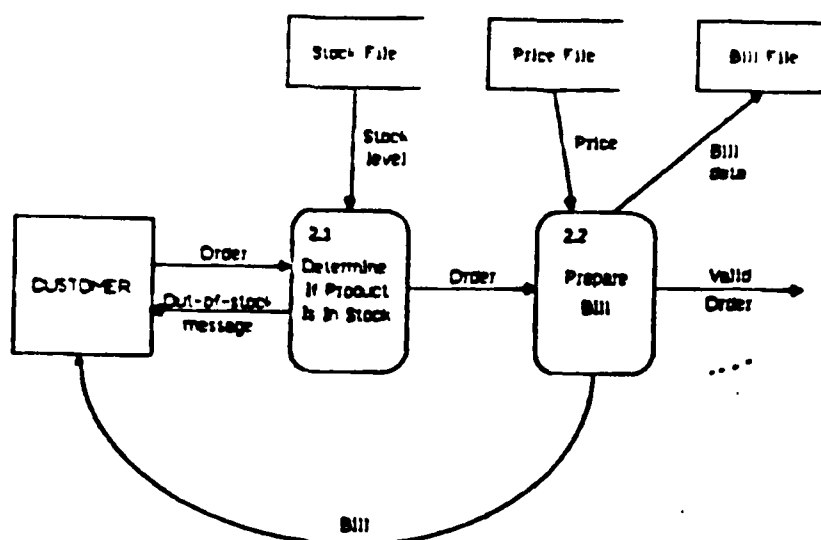 Stock File
Price File
Bill File
Stock
level
Price
Bill
data
2.1
Determine
If Product
Is In Stock
2.2
Prepare
Bill
CUSTOMER
Order
Out-of-stock
message
Order
Valid
Order
Bill